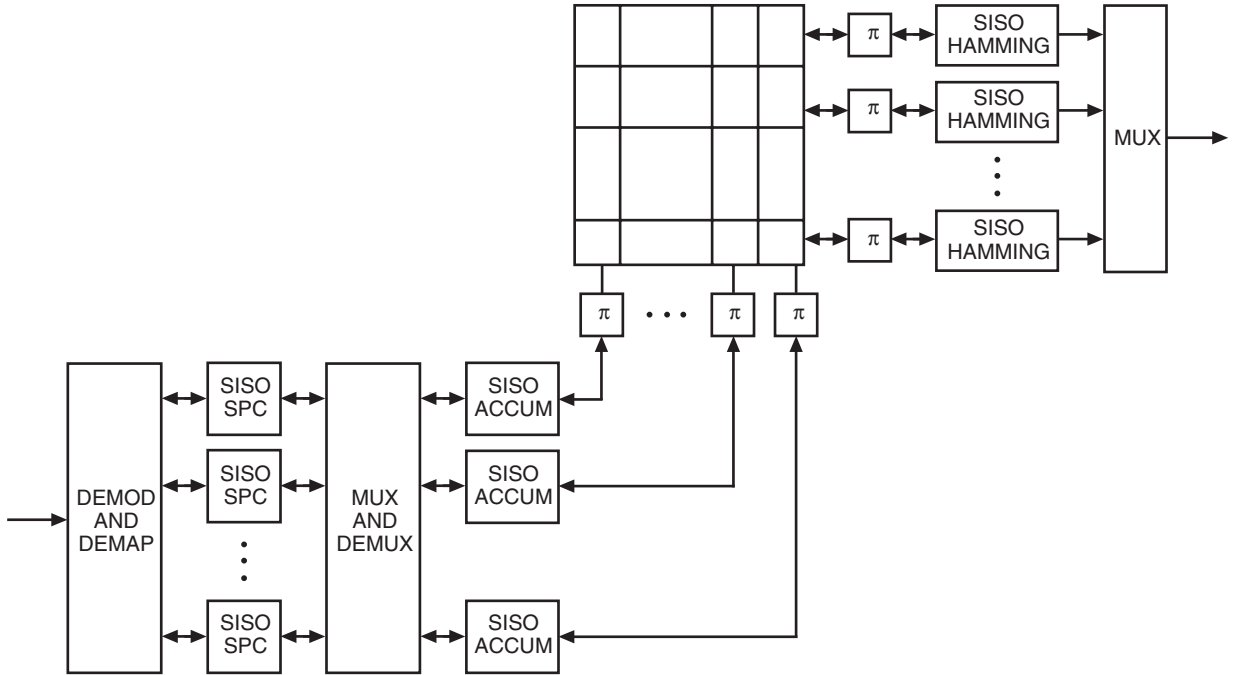 π
SISO
HAMMING
π
SISO
HAMMING
MUX
π
SISO
HAMMING
π
π
π
SISO
SPC
SISO
ACCUM
SISO
SPC
SISO
ACCUM
DEMOD
AND
DEMAP
MUX
AND
DEMUX
SISO
SPC
SISO
ACCUM